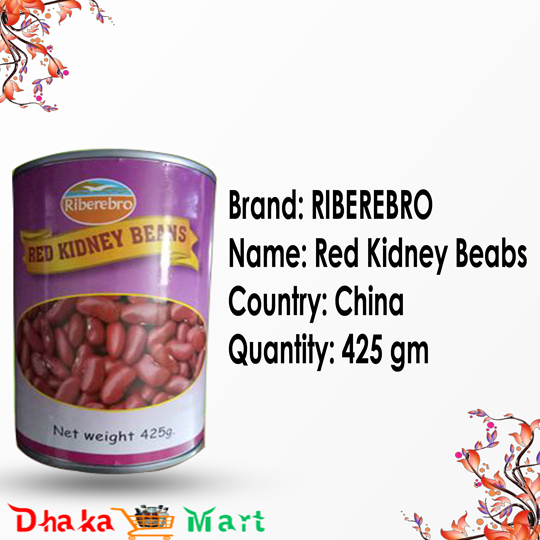 Riberebro
RED KIDNEY BEANS
Net weight 425g.
Brand: RIBEREBRO
Name: Red Kidney Beabs
Country: China
Quantity: 425 gm
Dhaka Mart